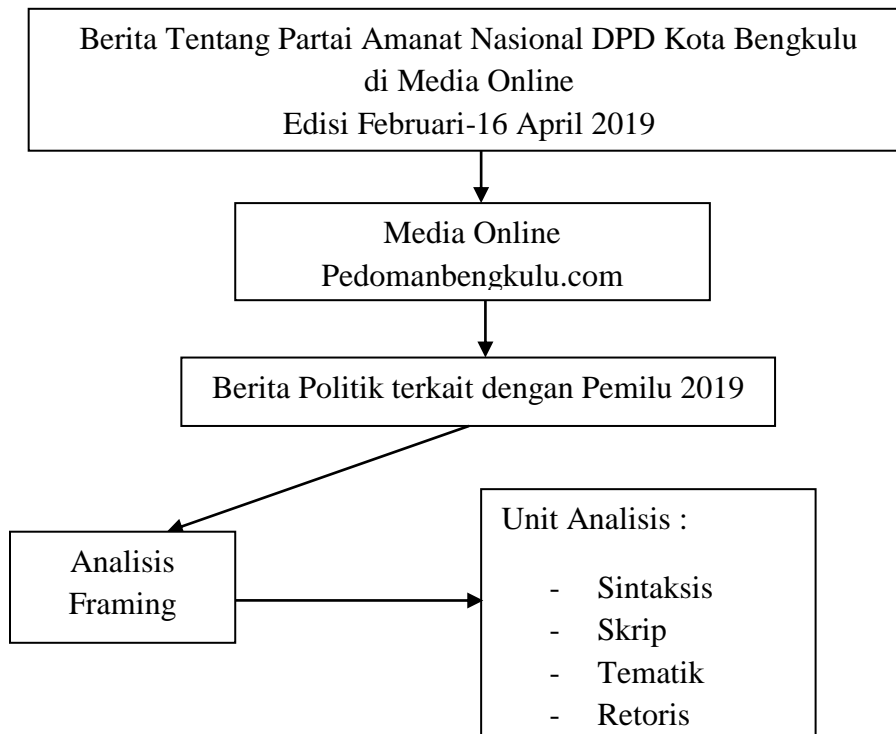 Berita Tentang Partai Amanat Nasional DPD Kota Bengkulu
di Media Online
Edisi Februari-16 April 2019
Media Online
Pedomanbengkulu.com
Berita Politik terkait dengan Pemilu 2019
Analisis
Framing
Unit Analisis :
- Sintaksis
- Skrip
- Tematik
- Retoris